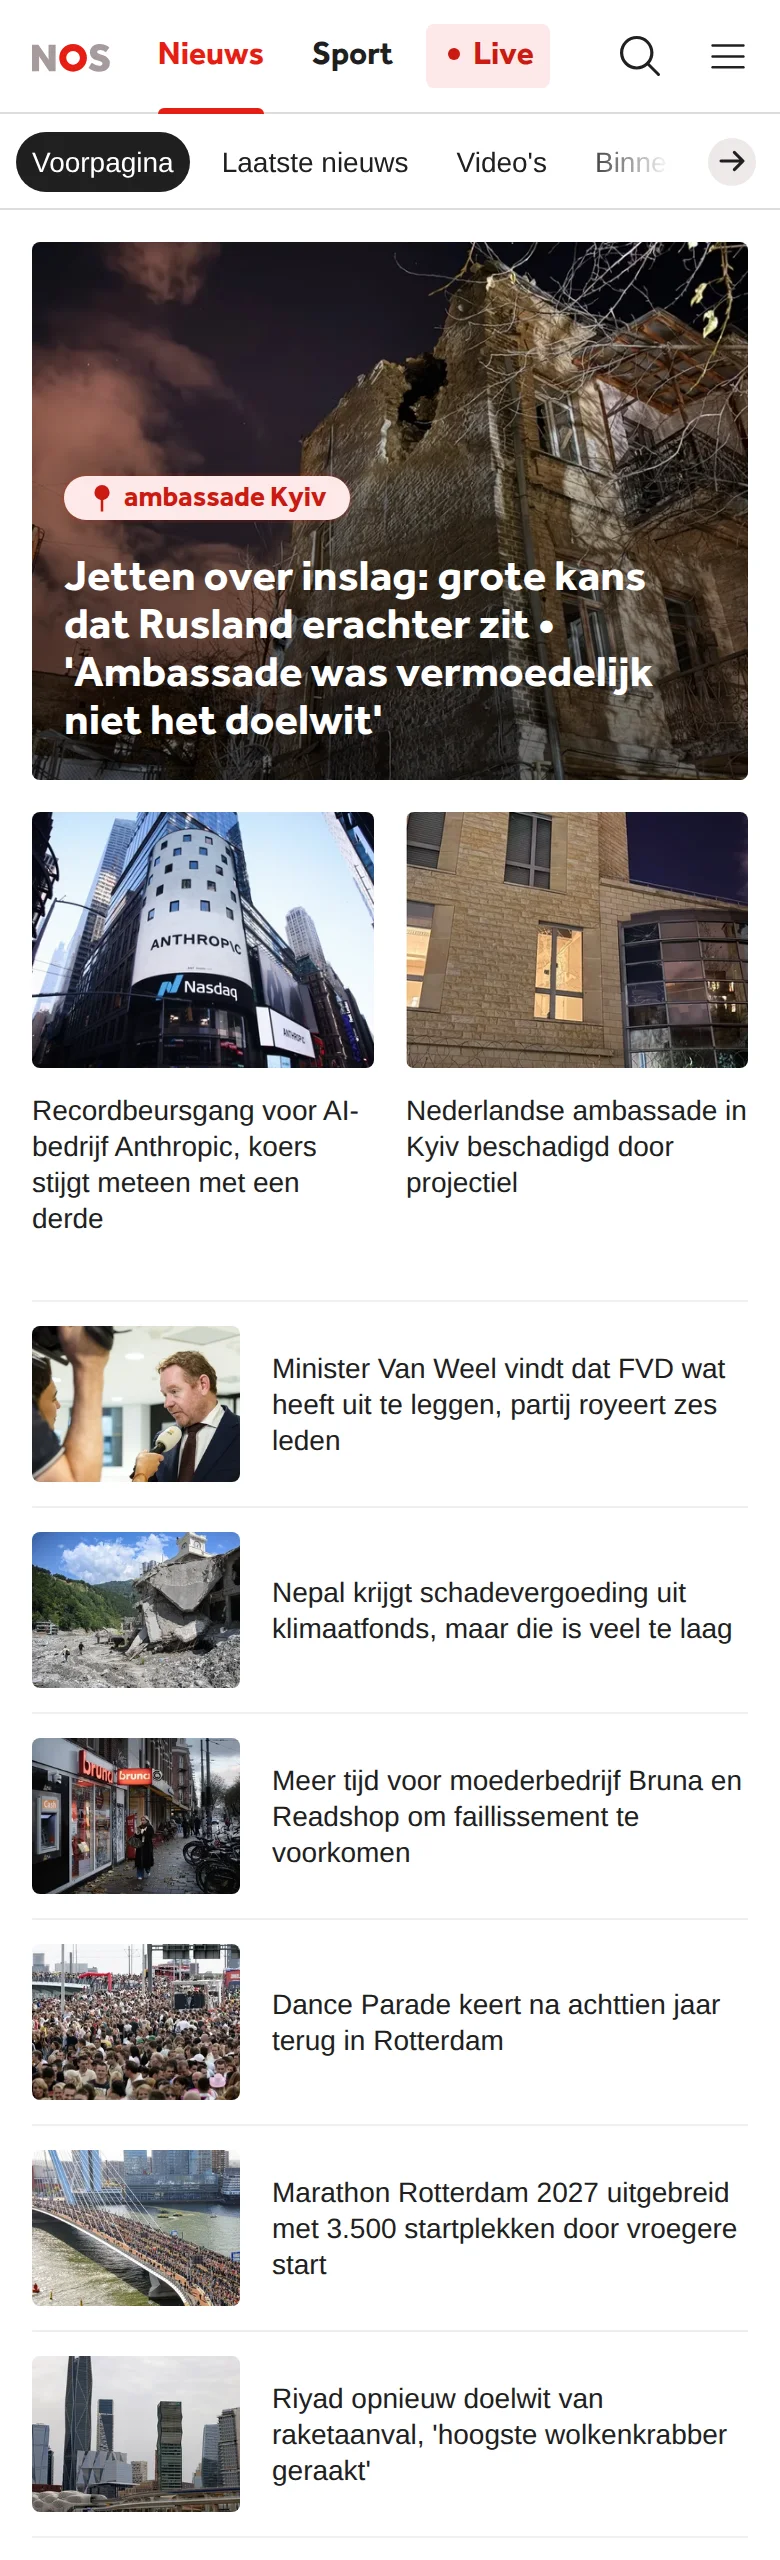 NOS Nieuws Sport Live
Voorpagina Laatste nieuws Video's Binne
ambassade Kyiv
Jetten over inslag: grote kans
dat Rusland erachter zit •
'Ambassade was vermoedelijk
niet het doelwit'
ANTHROP\C
Nasdaq
ANTHROP\C
Recordbeursgang voor AI-
bedrijf Anthropic, koers
stijgt meteen met een
derde
Nederlandse ambassade in
Kyiv beschadigd door
projectiel
Minister Van Weel vindt dat FVD wat
heeft uit te leggen, partij royeert zes
leden
Nepal krijgt schadevergoeding uit
klimaatfonds, maar die is veel te laag
bruna
bruna
Cash
Meer tijd voor moederbedrijf Bruna en
Readshop om faillissement te
voorkomen
Dance Parade keert na achttien jaar
terug in Rotterdam
Marathon Rotterdam 2027 uitgebreid
met 3.500 startplekken door vroegere
start
Riyad opnieuw doelwit van
raketaanval, 'hoogste wolkenkrabber
geraakt'